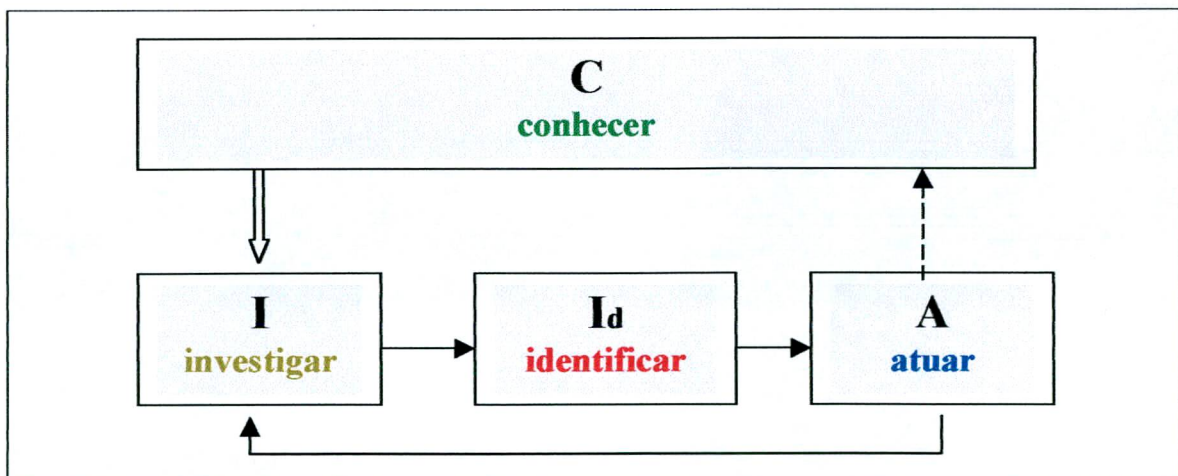 C
conhecer
I
investigar
Id
identificar
A
atuar